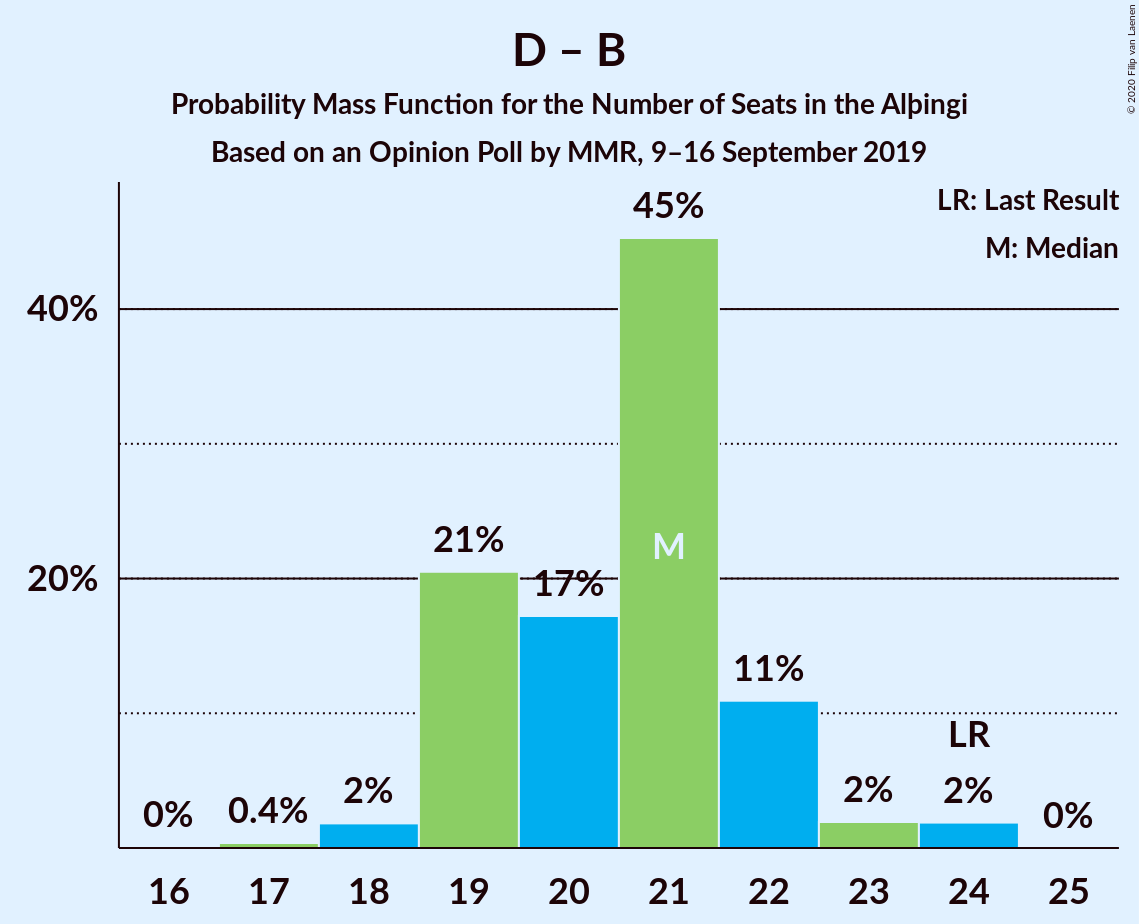 D – B
Probability Mass Function for the Number of Seats in the Alþingi
Based on an Opinion Poll by MMR, 9–16 September 2019
© 2020 Filip van Laenen
LR: Last Result
M: Median
40%
20%
0%
0.4%
2%
21%
17%
45%
M
11%
2%
LR
2%
0%
16 17 18 19 20 21 22 23 24 25